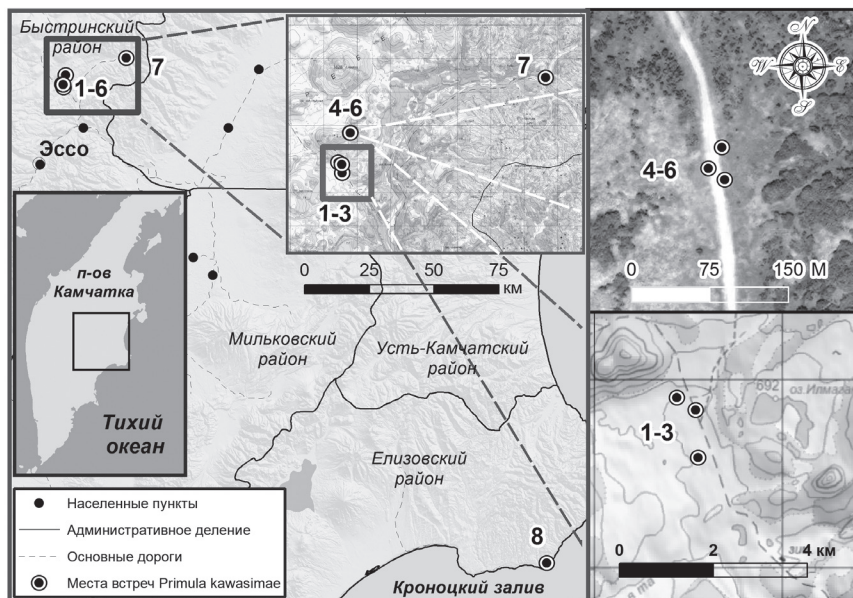 Быстринский
район
7
1-6
Эссо
п-ов
Камчатка
Тихий
океан
Населенные пункты
Административное деление
Основные дороги
Места встреч Primula kawasimae
7
4-6
1-3
0 25 50 75
км
Мильковский
район
Усть-Камчатский
район
Елизовский
район
8
Кроноцкий залив
N
W E
S
4-6
0 75 150 М
692 оз.Илмага
1-3
0 2 4 км